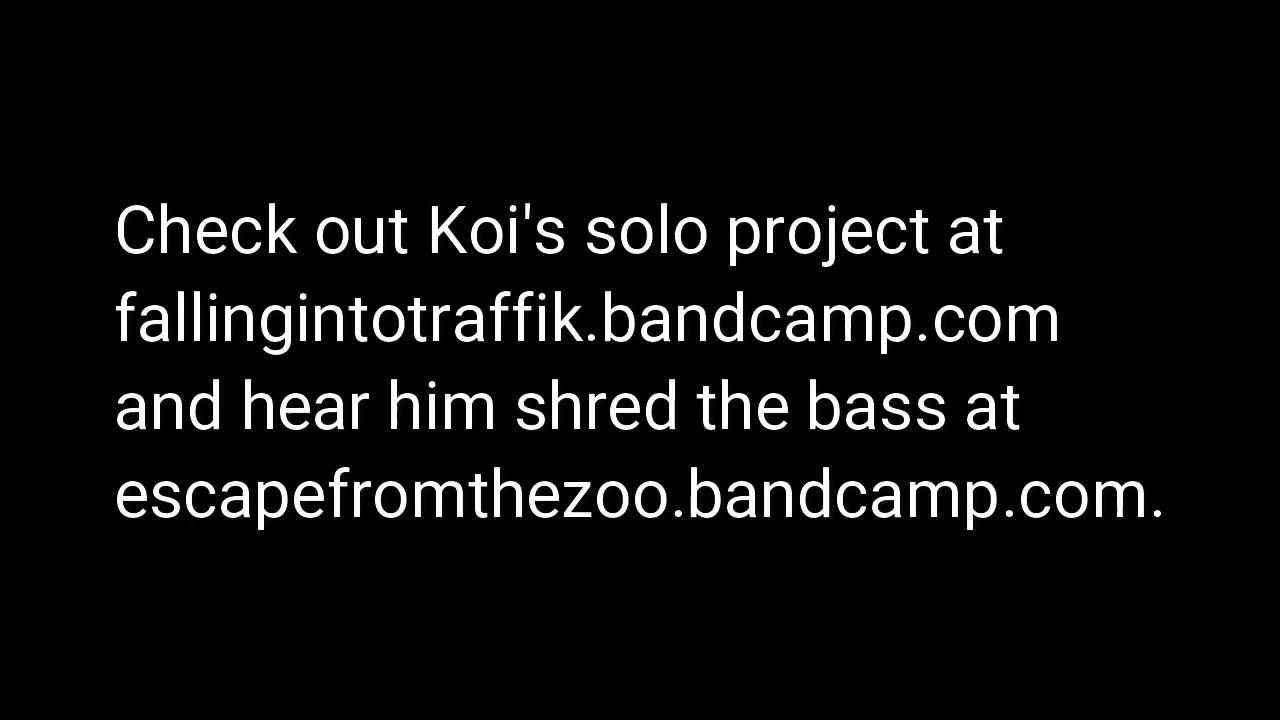 Check out Koi's solo project at
fallingintotraffik.bandcamp.com
and hear him shred the bass at
escapefromthezoo.bandcamp.com.